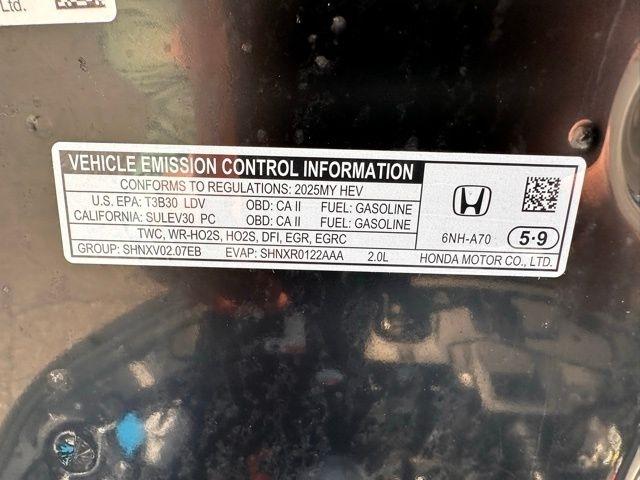 Ltd.
VEHICLE EMISSION CONTROL INFORMATION
CONFORMS TO REGULATIONS: 2025MY HEV
U.S. EPA: T3B30 LDV OBD: CA II FUEL: GASOLINE
CALIFORNIA: SULEV30 PC OBD: CA II FUEL: GASOLINE
TWC, WR-HO2S, HO2S, DFI, EGR, EGRC
GROUP: SHNXV02.07EB EVAP: SHNXR0122AAA 2.0L
6NH-A70 5·9
HONDA MOTOR CO., LTD.